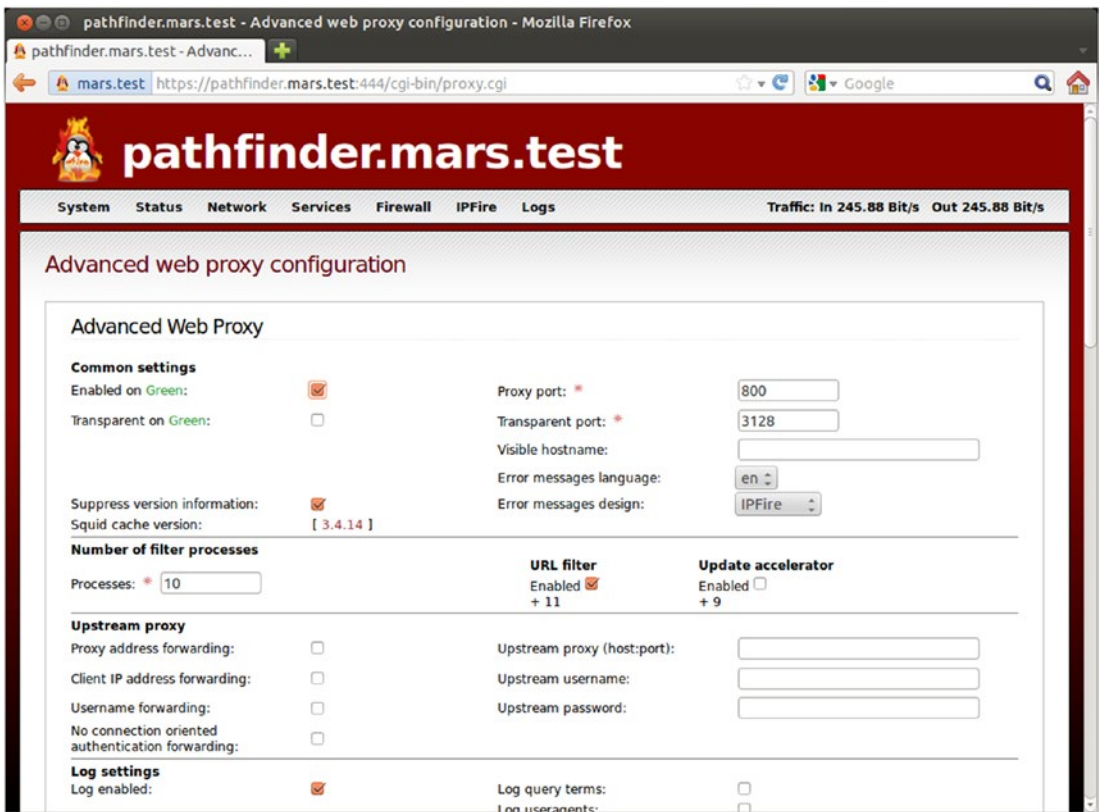 pathfinder.mars.test - Advanced web proxy configuration - Mozilla Firefox
pathfinder.mars.test - Advanc...
mars.test https://pathfinder.mars.test:444/cgi-bin/proxy.cgi Google
pathfinder.mars.test
System Status Network Services Firewall IPFire Logs Traffic: In 245.88 Bit/s Out 245.88 Bit/s
Advanced web proxy configuration
Advanced Web Proxy
Common settings
Enabled on Green: Proxy port: * 800
Transparent on Green: Transparent port: * 3128
Visible hostname:
Error messages language: en
Suppress version information: Error messages design: IPFire
Squid cache version: [ 3.4.14 ]
Number of filter processes
URL filter Update accelerator
Processes: * 10 Enabled Enabled
+ 11 + 9
Upstream proxy
Proxy address forwarding: Upstream proxy (host:port):
Client IP address forwarding: Upstream username:
Username forwarding: Upstream password:
No connection oriented
authentication forwarding:
Log settings
Log enabled: Log query terms:
Log useragents: